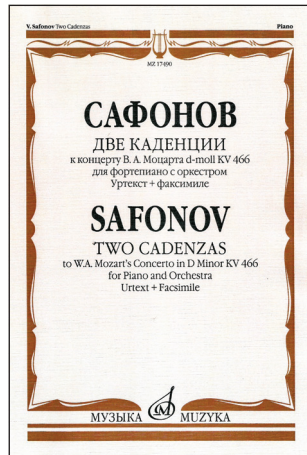 V. Safonov Two Cadenzas Piano
MZ 17490
САФОНОВ
ДВЕ КАДЕНЦИИ
к концерту В. А. Моцарта d-moll KV 466
для фортепиано с оркестром
Уртекст + факсимиле
SAFONOV
TWO CADENZAS
to W.A. Mozart's Concerto in D Minor KV 466
for Piano and Orchestra
Urtext + Facsimile
МУЗЫКА MUZYKA